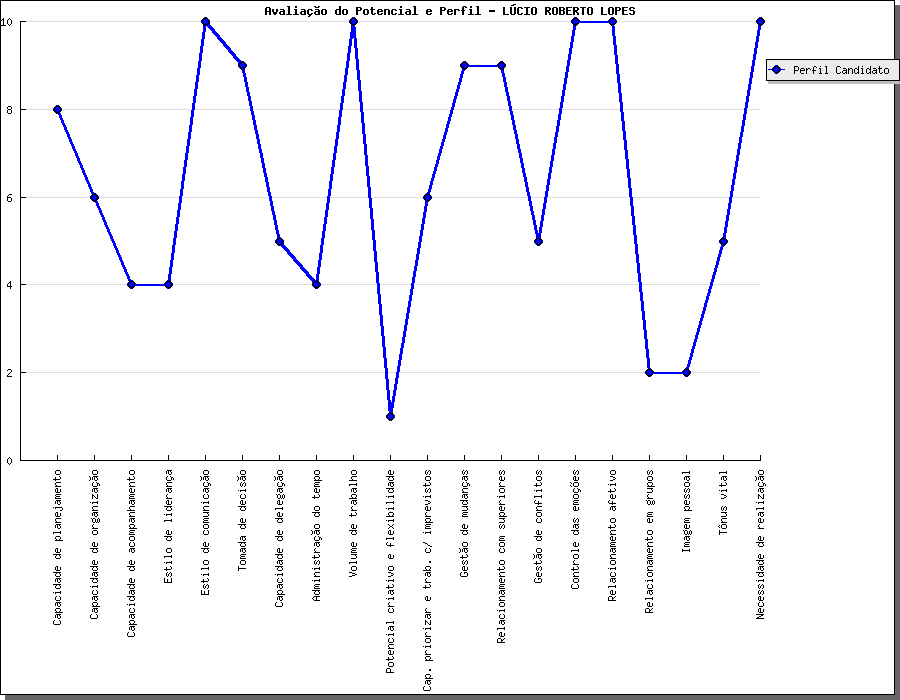 Avaliação do Potencial e Perfil - LÚCIO ROBERTO LOPES
10
8
6
4
2
0
Perfil Candidato
Capacidade de planejamento
Capacidade de organização
Capacidade de acompanhamento
Estilo de liderança
Estilo de comunicação
Tomada de decisão
Capacidade de delegação
Administração do tempo
Volume de trabalho
Potencial criativo e flexibilidade
Cap. priorizar e trab. c/ imprevistos
Gestão de mudanças
Relacionamento com superiores
Gestão de conflitos
Controle das emoções
Relacionamento afetivo
Relacionamento em grupos
Imagem pessoal
Tônus vital
Necessidade de realização